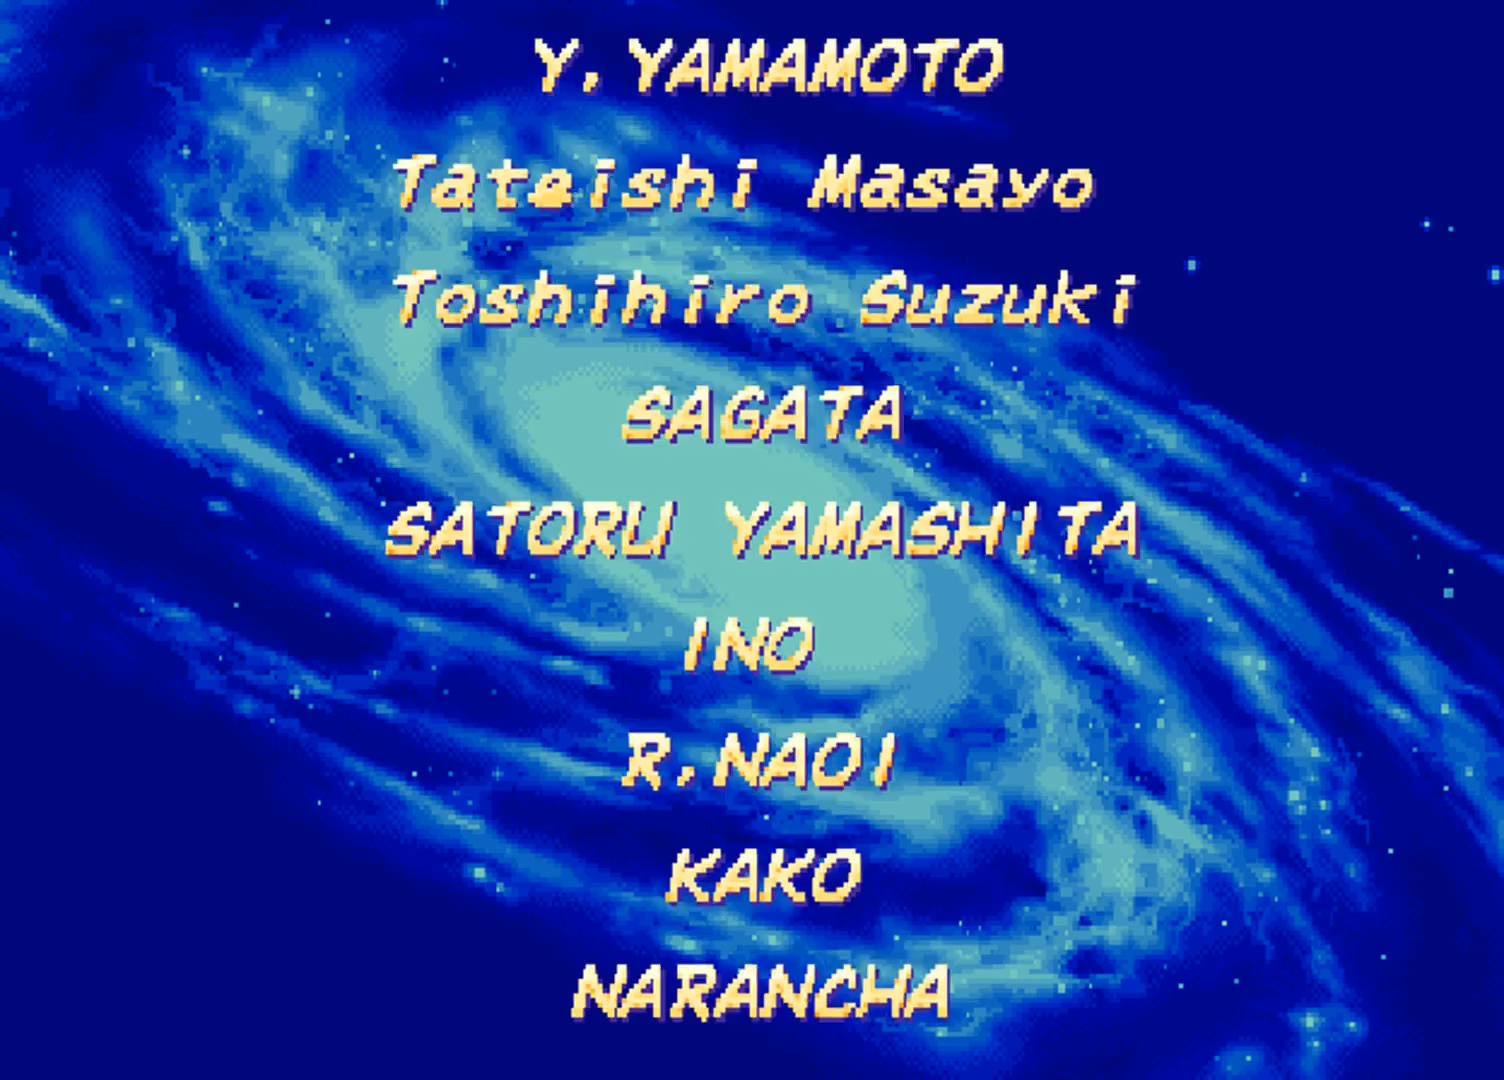 Y.YAMAMOTO
Tateishi Masayo
Toshihiro Suzuki
SAGATA
SATORU YAMASHITA
INO
R.NAOI
KAKO
NARANCHA